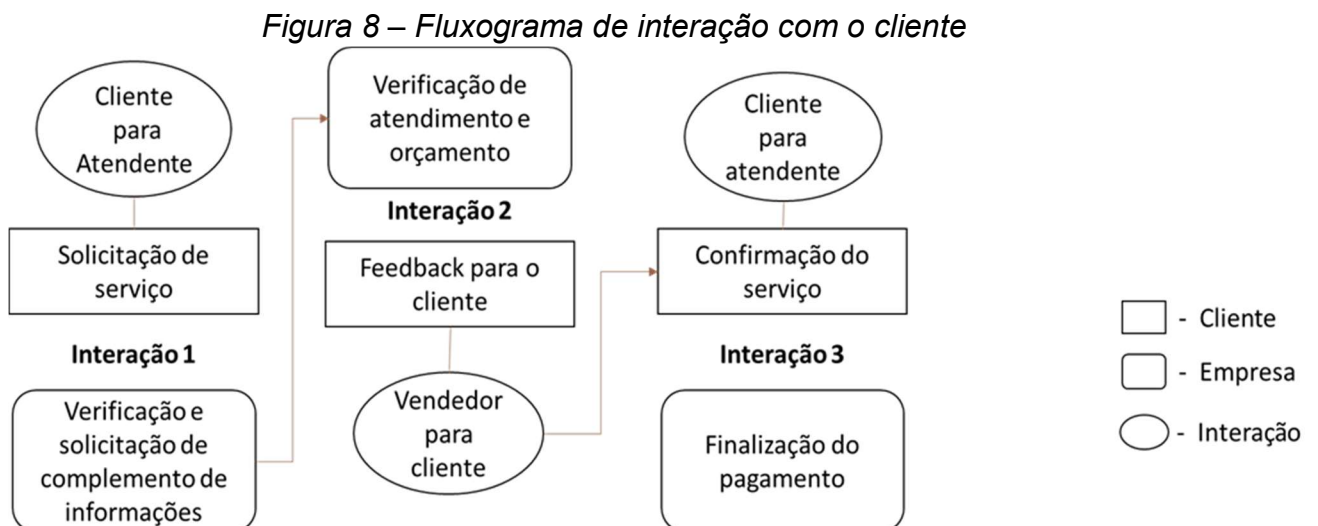 Figura 8 – Fluxograma de interação com o cliente
Cliente
para
Atendente
Solicitação de
serviço
Interação 1
Verificação e
solicitação de
complemento de
informações
Verificação de
atendimento e
orçamento
Interação 2
Feedback para o
cliente
Vendedor
para
cliente
Cliente
para
atendente
Confirmação do
serviço
Interação 3
Finalização do
pagamento
- Cliente
- Empresa
- Interação